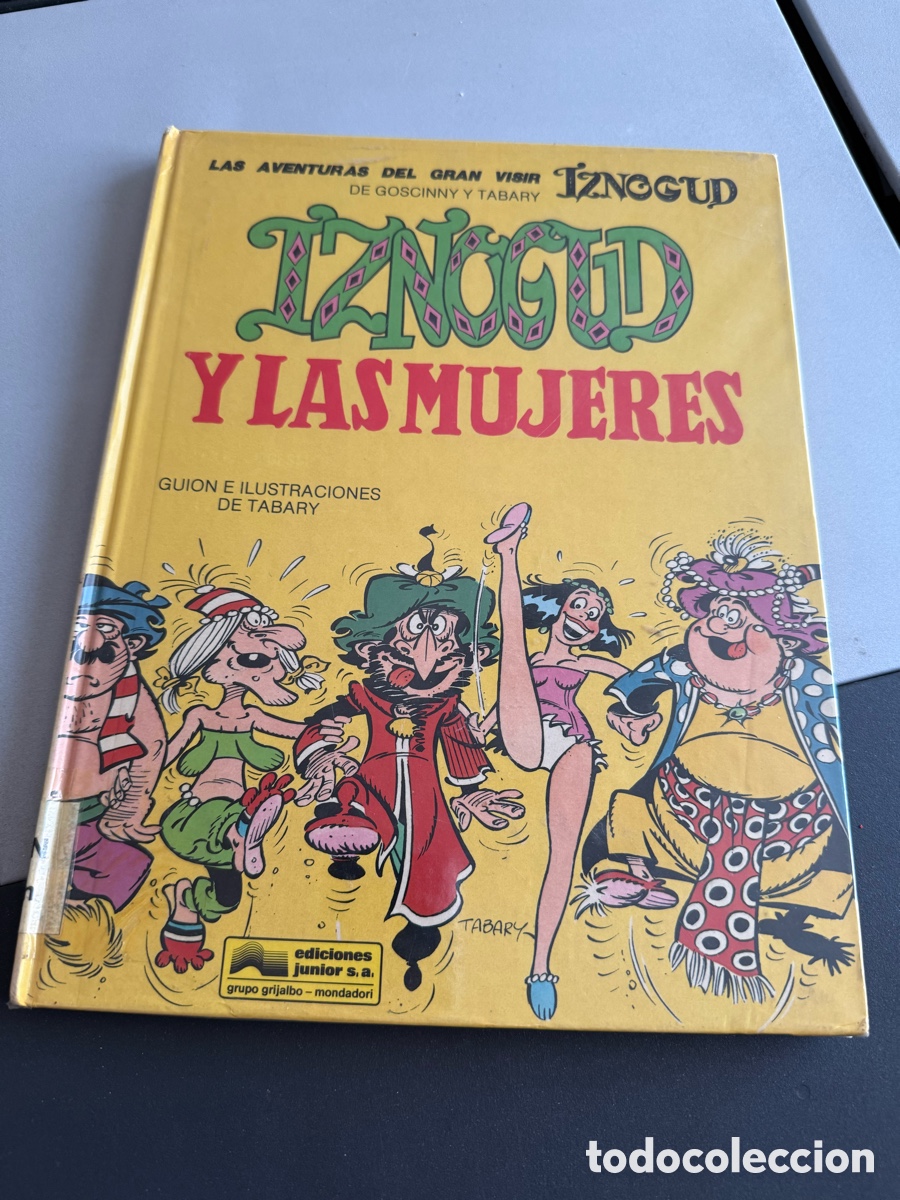 LAS AVENTURAS DEL GRAN VISIR IZNOGUD
DE GOSCINNY Y TABARY
IZNOGUD
Y LAS MUJERES
GUION E ILUSTRACIONES
DE TABARY
TABARY
ediciones
junior s,a.
grupo grijalbo – mondadori
todocoleccion